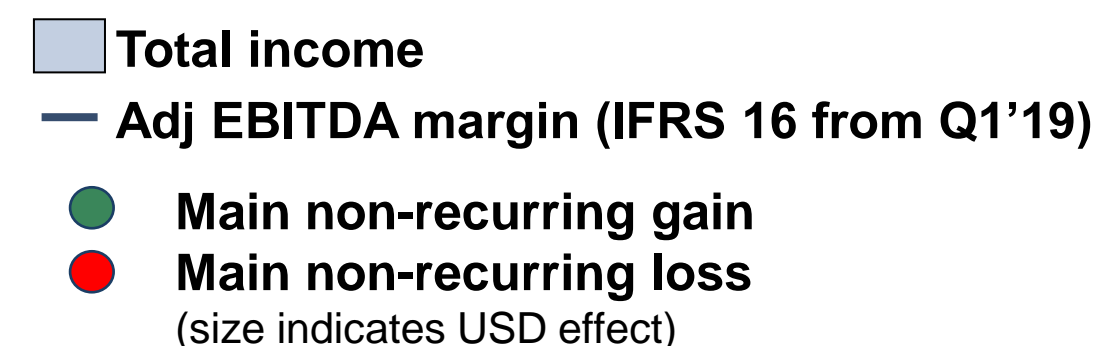 Total income
Adj EBITDA margin (IFRS 16 from Q1’19)
Main non-recurring gain
Main non-recurring loss
(size indicates USD effect)